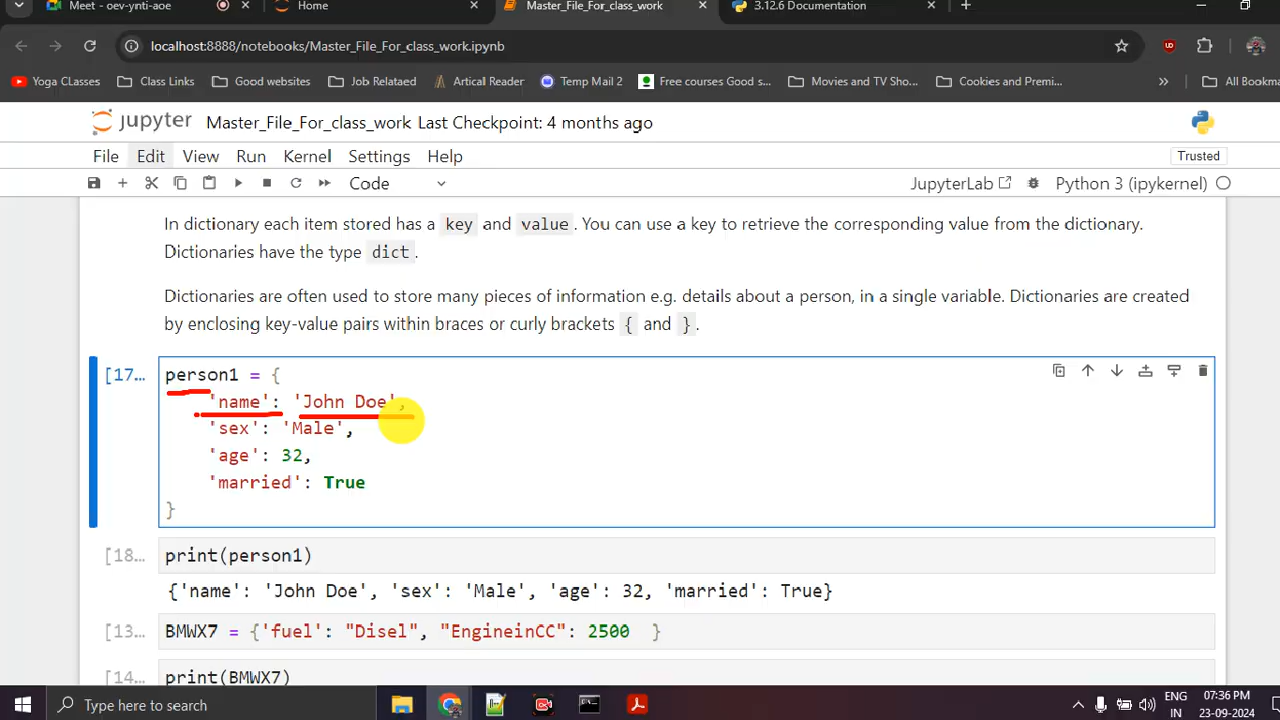 Meet - oev-ynti-aoe
Home
Master_File_For_class_work
3.12.6 Documentation
localhost:8888/notebooks/Master_File_For_class_work.ipynb
Yoga CLasses
Class Links
Good websites
Job Relataed
Artical Reader
Temp Mail 2
Free courses Good s...
Movies and TV Sho...
Cookies and Premi...
All Bookma
jupyter Master_File_For_class_work Last Checkpoint: 4 months ago
File Edit View Run Kernel Settings Help
Trusted
Code
JupyterLab
Python 3 (ipykernel)
In dictionary each item stored has a key and value. You can use a key to retrieve the corresponding value from the dictionary.
Dictionaries have the type dict.
Dictionaries are often used to store many pieces of information e.g. details about a person, in a single variable. Dictionaries are created
by enclosing key-value pairs within braces or curly brackets { and }.
[17... person1 = {
'name': 'John Doe',
'sex': 'Male',
'age': 32,
'married': True
}
[18... print(person1)
{'name': 'John Doe', 'sex': 'Male', 'age': 32, 'married': True}
[13... BMWX7 = {'fuel': "Disel", "EngineinCC": 2500 }
[14... print(BMWX7)
Type here to search
ENG
IN
07:36 PM
23-09-2024